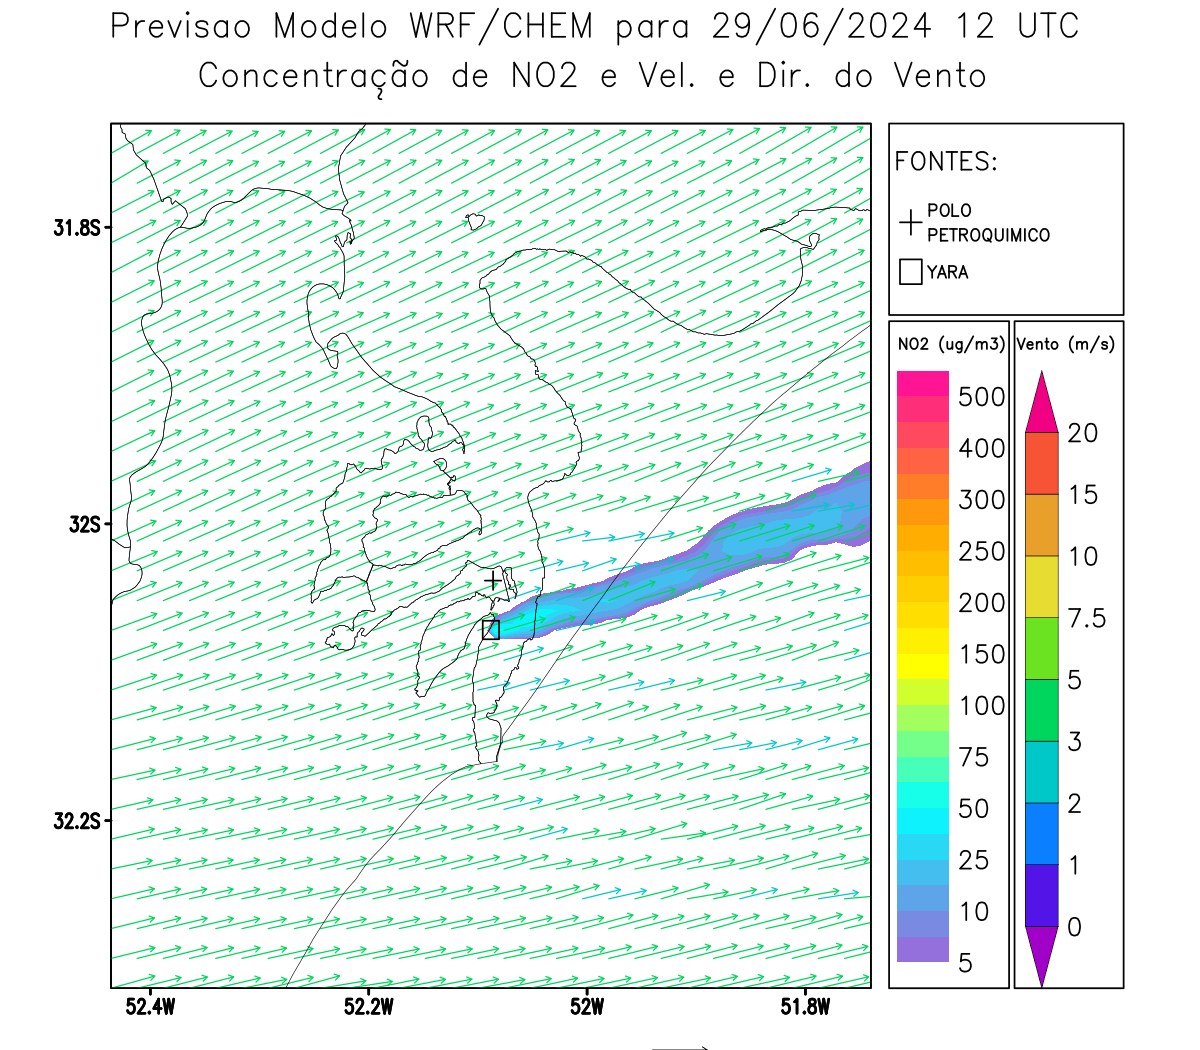 Previsao Modelo WRF/CHEM para 29/06/2024 12 UTC
Concentração de NO2 e Vel. e Dir. do Vento
FONTES:
POLO
PETROQUIMICO
YARA
31.8S
32S
32.2S
52.4W 52.2W 52W 51.8W
NO2 (ug/m3)
500
400
300
250
200
150
100
75
50
25
10
5
Vento (m/s)
20
15
10
7.5
5
3
2
1
0